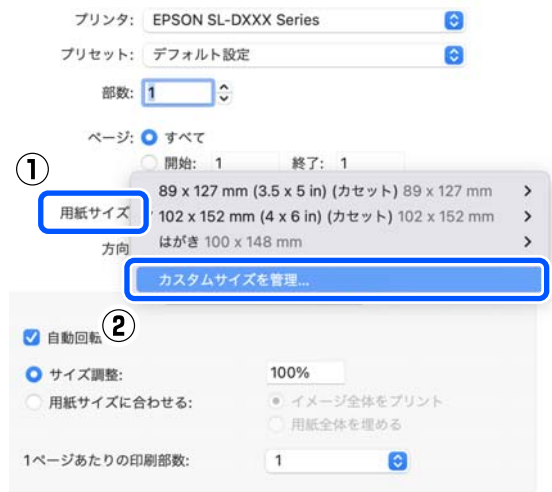 プリンタ: EPSON SL-DXXX Series
プリセット: デフォルト設定
部数: 1
ページ: すべて
開始: 1 終了: 1
①
89 x 127 mm (3.5 x 5 in) (カセット) 89 x 127 mm
用紙サイズ 102 x 152 mm (4 x 6 in) (カセット) 102 x 152 mm
方向 はがき 100 x 148 mm
カスタムサイズを管理...
②
自動回転
サイズ調整: 100%
用紙サイズに合わせる: イメージ全体をプリント
用紙全体を埋める
1ページあたりの印刷部数: 1